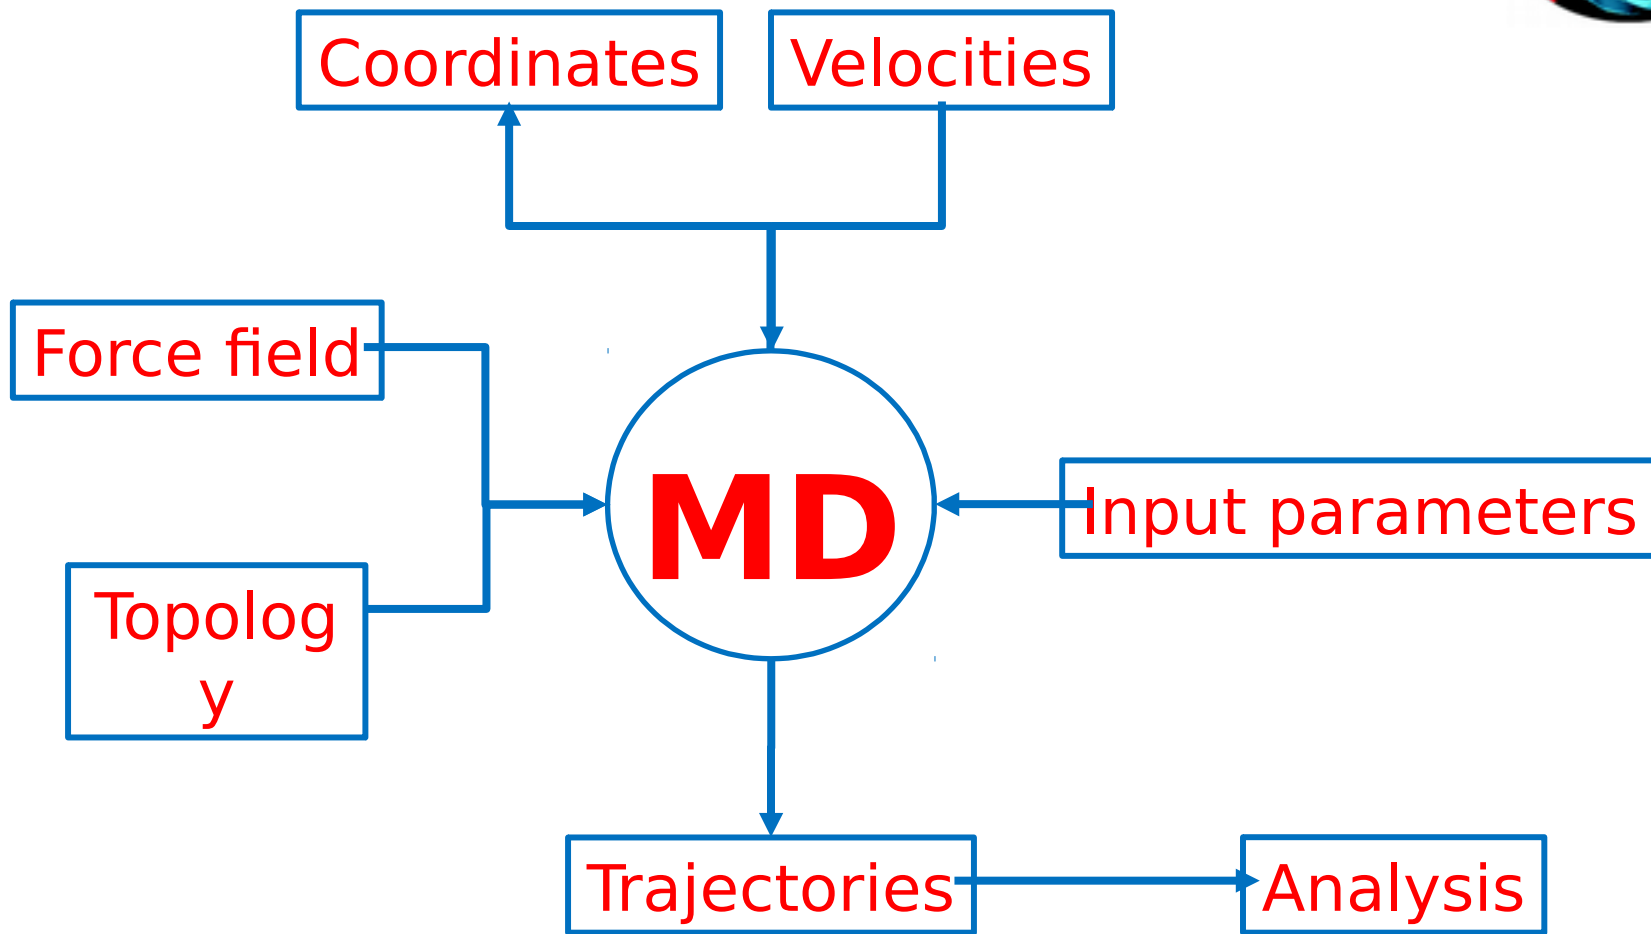 Coordinates
Velocities
Force field
MD
Input parameters
Topolog
y
Trajectories
Analysis